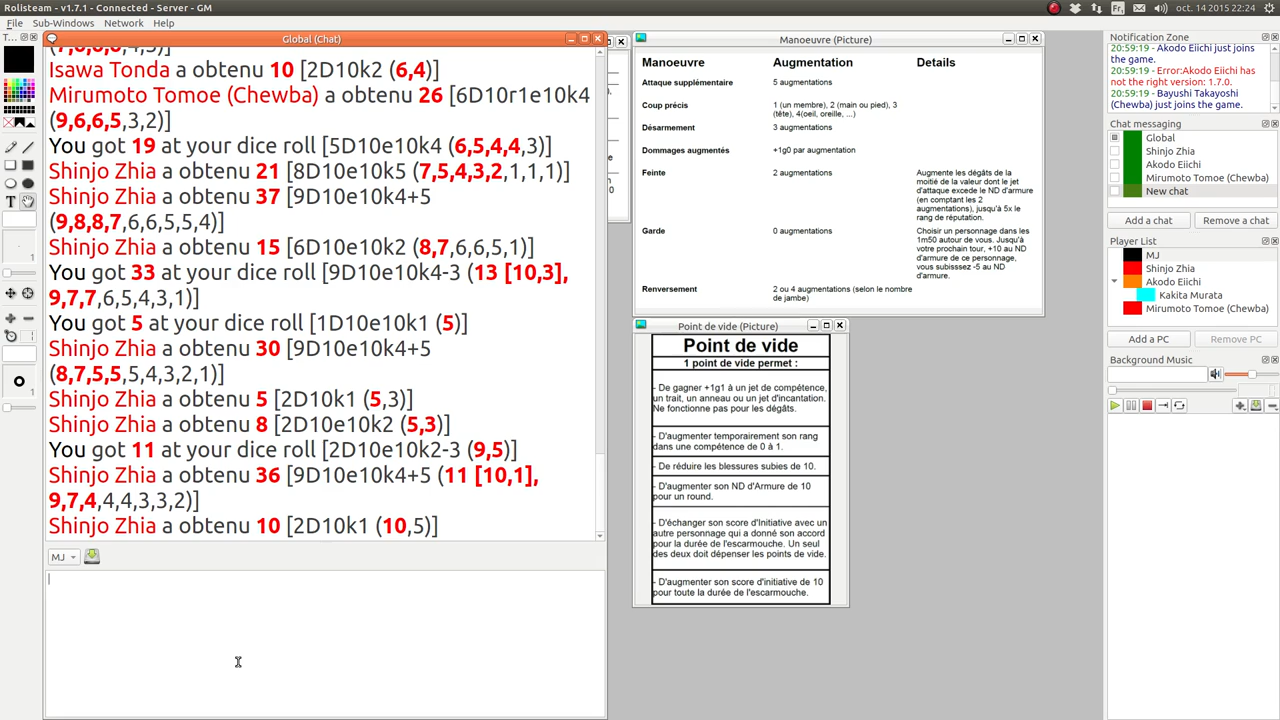 Rolisteam - v1.7.1 - Connected - Server - GM
Fr
oct. 14 2015 22:24
File Sub-Windows Network Help
T...
Global (Chat)
Isawa Tonda a obtenu 10 [2D10k2 (6,4)]
Mirumoto Tomoe (Chewba) a obtenu 26 [6D10r1e10k4
(9,6,6,5,3,2)]
You got 19 at your dice roll [5D10e10k4 (6,5,4,4,3)]
Shinjo Zhia a obtenu 21 [8D10e10k5 (7,5,4,3,2,1,1,1)]
Shinjo Zhia a obtenu 37 [9D10e10k4+5
(9,8,8,7,6,6,5,5,4)]
Shinjo Zhia a obtenu 15 [6D10e10k2 (8,7,6,6,5,1)]
You got 33 at your dice roll [9D10e10k4-3 (13 [10,3],
9,7,7,6,5,4,3,1)]
You got 5 at your dice roll [1D10e10k1 (5)]
Shinjo Zhia a obtenu 30 [9D10e10k4+5
(8,7,5,5,5,4,3,2,1)]
Shinjo Zhia a obtenu 5 [2D10k1 (5,3)]
Shinjo Zhia a obtenu 8 [2D10e10k2 (5,3)]
You got 11 at your dice roll [2D10e10k2-3 (9,5)]
Shinjo Zhia a obtenu 36 [9D10e10k4+5 (11 [10,1],
9,7,4,4,4,3,3,2)]
Shinjo Zhia a obtenu 10 [2D10k1 (10,5)]
MJ
1
1
Manoeuvre (Picture)
Manoeuvre Augmentation Details
Attaque supplémentaire 5 augmentations
Coup précis 1 (un membre), 2 (main ou pied), 3
(tête), 4(oeil, oreille, ...)
Désarmement 3 augmentations
Dommages augmentés +1g0 par augmentation
Feinte 2 augmentations Augmente les dégâts de la
moitié de la valeur dont le jet
d'attaque excede le ND d'armure
(en comptant les 2
augmentations), jusqu'à 5x le
rang de réputation.
Garde 0 augmentations Choisir un personnage dans les
1m50 autour de vous. Jusqu'à
votre prochain tour, +10 au ND
d'armure de ce personnage,
vous subisssez -5 au ND
d'armure.
Renversement 2 ou 4 augmentations (selon le nombre
de jambe)
Point de vide (Picture)
Point de vide
1 point de vide permet :
- De gagner +1g1 à un jet de compétence,
un trait, un anneau ou un jet d'incantation.
Ne fonctionne pas pour les dégâts.
- D'augmenter temporairement son rang
dans une compétence de 0 à 1.
- De réduire les blessures subies de 10.
- D'augmenter son ND d'Armure de 10
pour un round.
- D'échanger son score d'Initiative avec un
autre personnage qui a donné son accord
pour la durée de l'escarmouche. Un seul
des deux doit dépenser les points de vide.
- D'augmenter son score d'initiative de 10
pour toute la durée de l'escarmouche.
Notification Zone
20:59:19 - Akodo Eiichi just joins
the game.
20:59:19 - Error:Akodo Eiichi has
not the right version: 1.7.0.
20:59:19 - Bayushi Takayoshi
(Chewba) just joins the game.
Chat messaging
Global
Shinjo Zhia
Akodo Eiichi
Mirumoto Tomoe (Chewba)
New chat
Add a chat Remove a chat
Player List
MJ
Shinjo Zhia
Akodo Eiichi
Kakita Murata
Mirumoto Tomoe (Chewba)
Add a PC Remove PC
Background Music